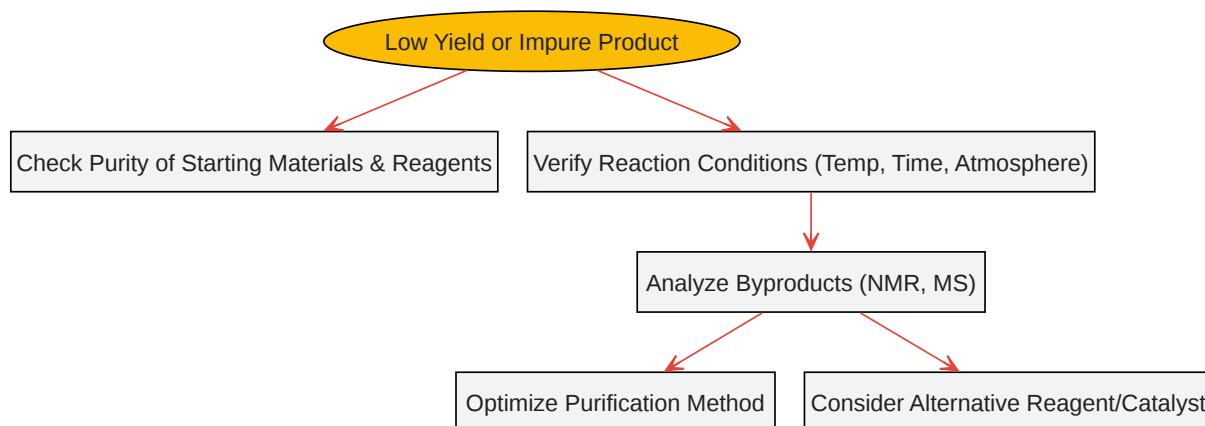 Low Yield or Impure Product
Check Purity of Starting Materials & Reagents
Verify Reaction Conditions (Temp, Time, Atmosphere)
Analyze Byproducts (NMR, MS)
Optimize Purification Method
Consider Alternative Reagent/Catalyst